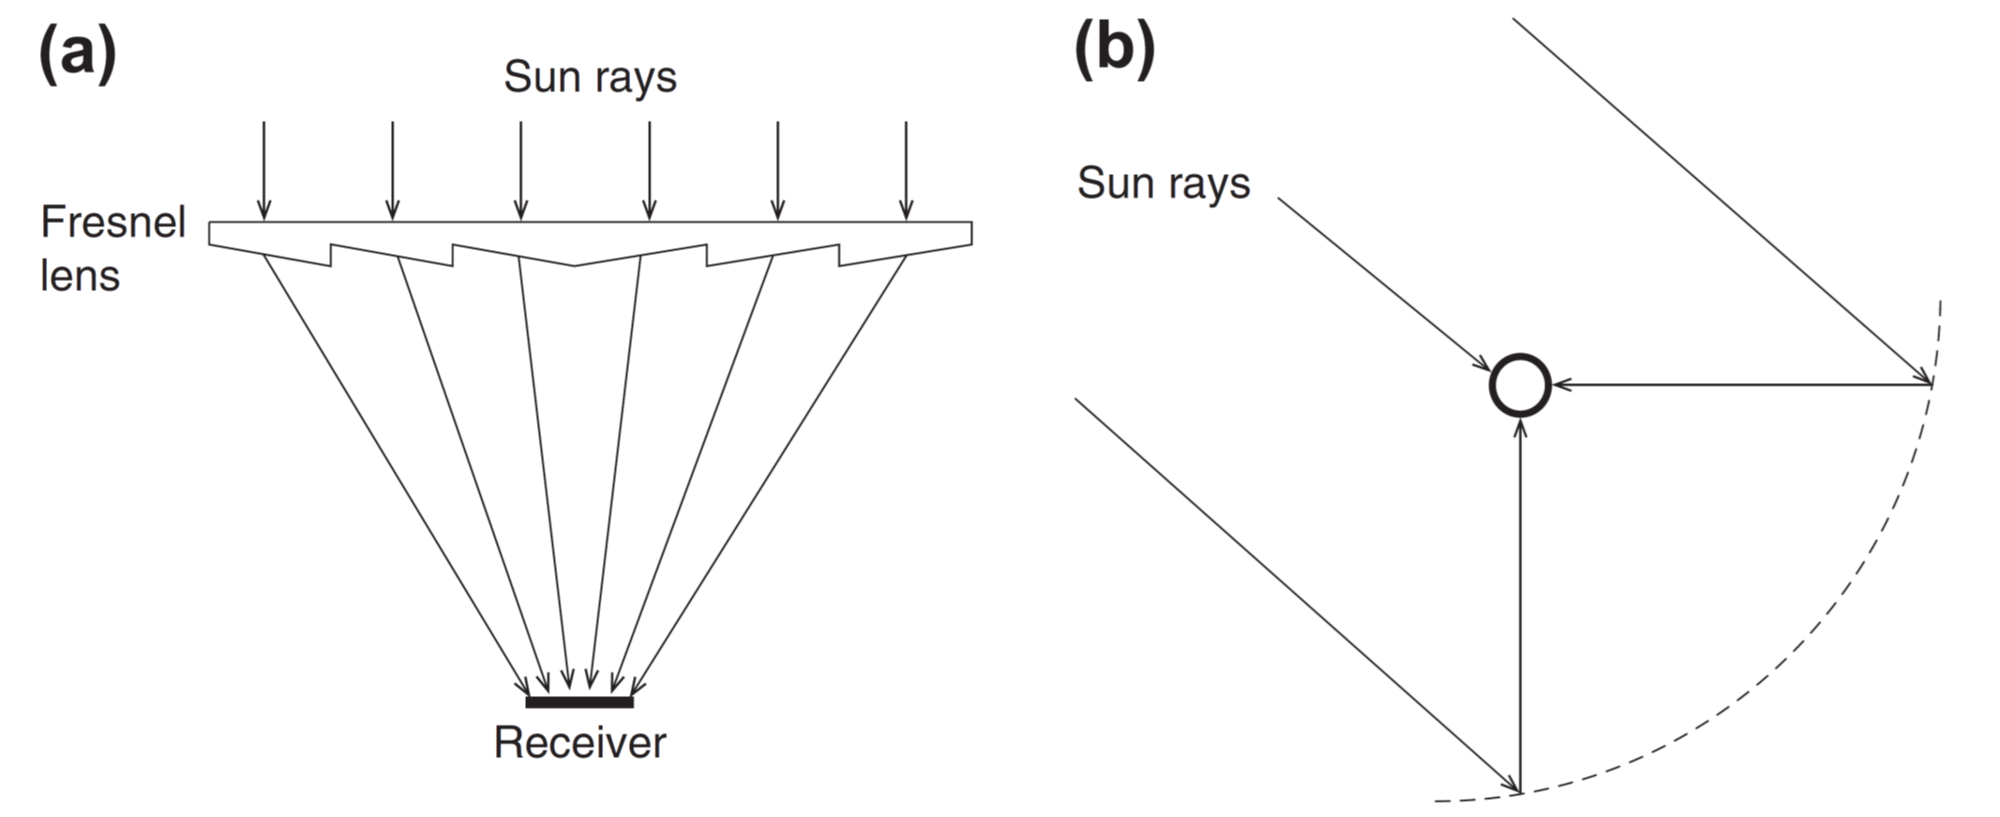 (a)
Sun rays
Fresnel
lens
Receiver
(b)
Sun rays